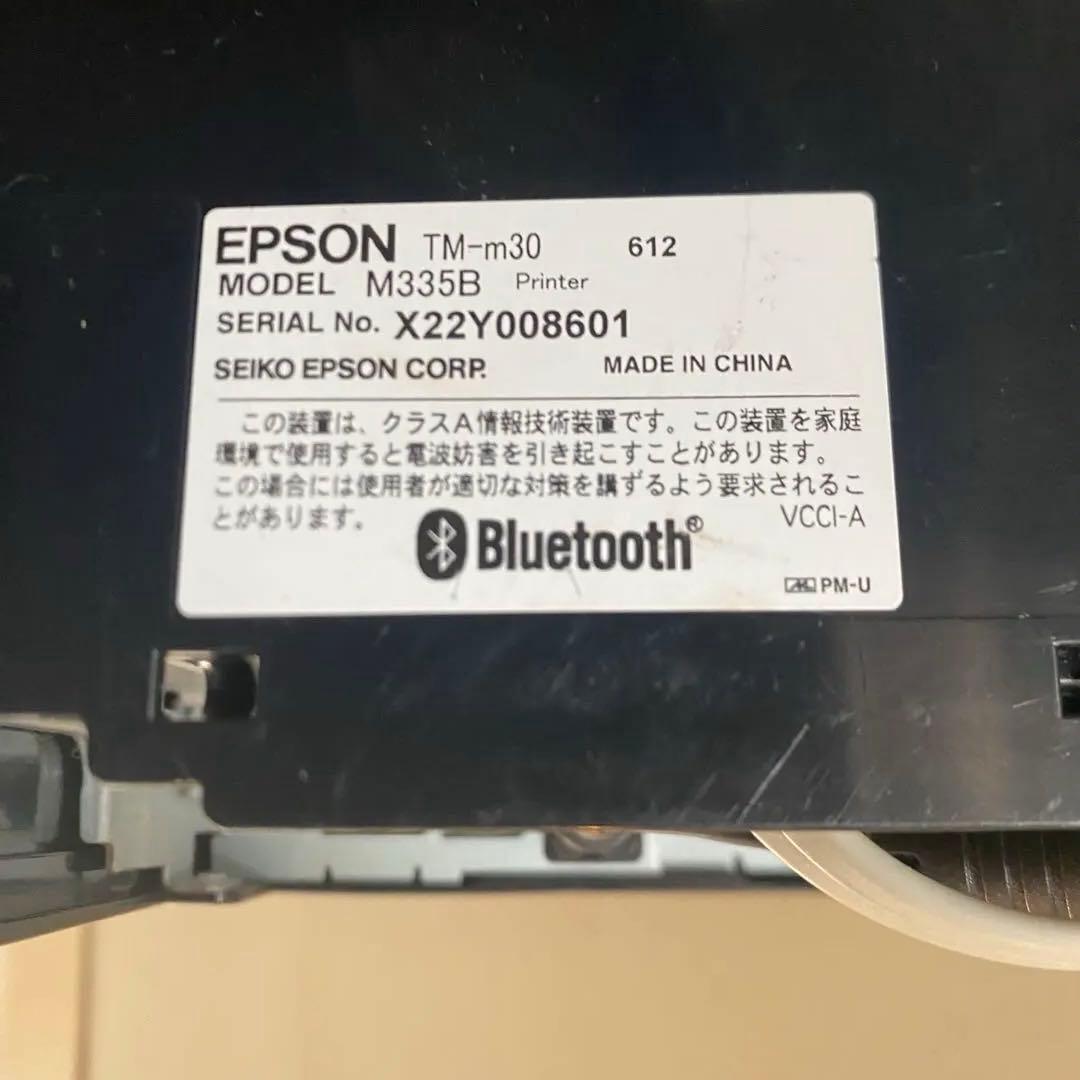 EPSON TM-m30 612
MODEL M335B Printer
SERIAL No. X22Y008601
SEIKO EPSON CORP. MADE IN CHINA
この装置は、クラスA情報技術装置です。この装置を家庭
環境で使用すると電波妨害を引き起こすことがあります。
この場合には使用者が適切な対策を講ずるよう要求されるこ
とがあります。 VCCI-A
Bluetooth®
PM-U